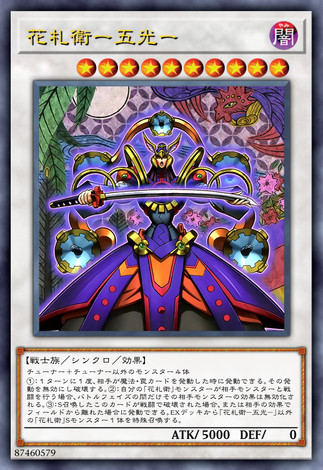 花札衛－五光－
闇
やみ
【戦士族／シンクロ／効果】
チューナー＋チューナー以外のモンスター４体
①：１ターンに１度、相手が魔法・罠カードを発動した時に発動できる。その発
動を無効にし破壊する。②：自分の「花札衛」モンスターが相手モンスターと戦
闘を行う場合、バトルフェイズの間だけその相手モンスターの効果は無効化さ
れる。③：S召喚したこのカードが戦闘で破壊された場合、または相手の効果で
フィールドから離れた場合に発動できる。EXデッキから「花札衛－五光－」以外
の「花札衛」Sモンスター１体を特殊召喚する。
ATK/ 5000 DEF/ 0
87460579